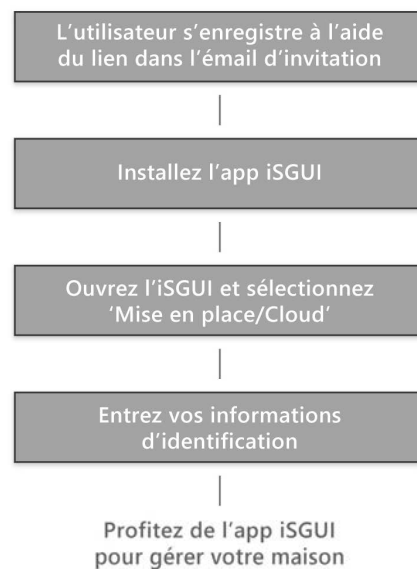 L’utilisateur s’enregistre à l’aide
du lien dans l’émail d’invitation
Installez l’app iSGUI
Ouvrez l’iSGUI et sélectionnez
‘Mise en place/Cloud’
Entrez vos informations
d’identification
Profitez de l’app iSGUI
pour gérer votre maison